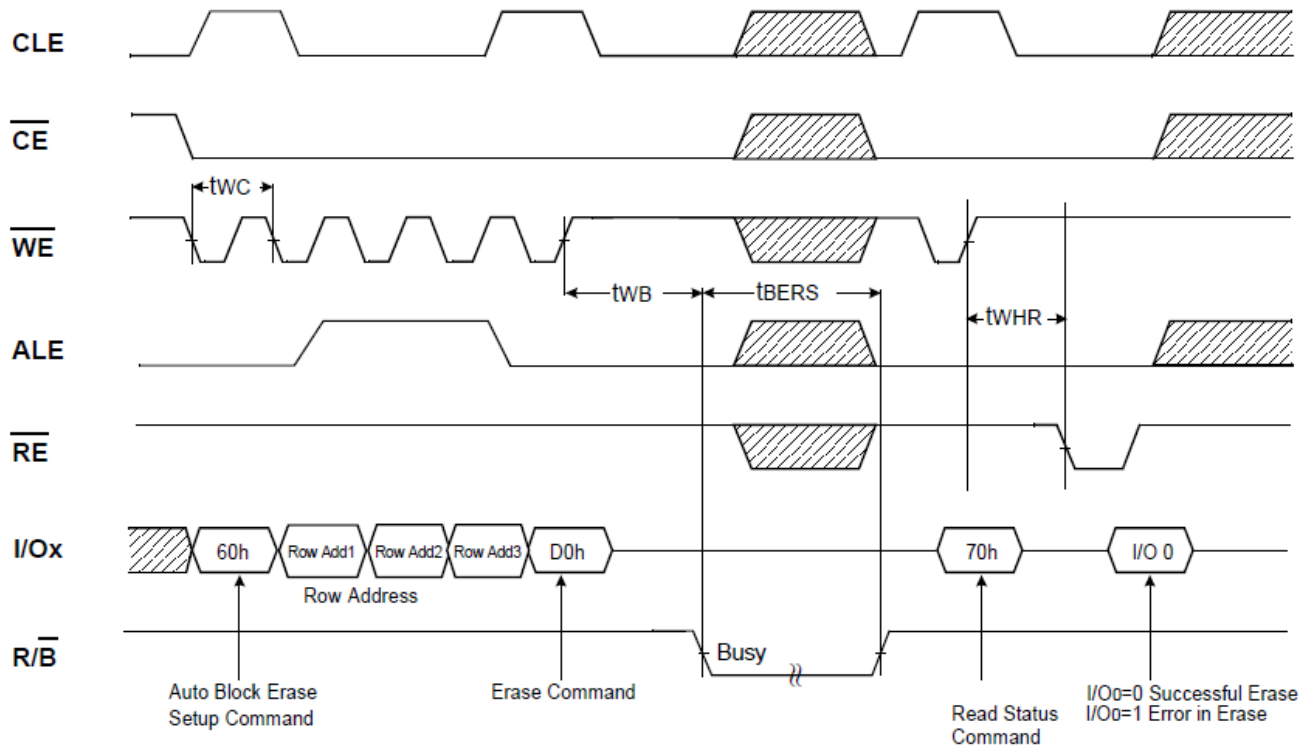 CLE
CE
tWC
WE
tWB
tBERS
tWHR
ALE
RE
I/Ox
60h
Row Add1
Row Add2
Row Add3
D0h
70h
I/O 0
Row Address
R/B
Busy
Auto Block Erase
Setup Command
Erase Command
Read Status
Command
I/O0=0 Successful Erase
I/O0=1 Error in Erase